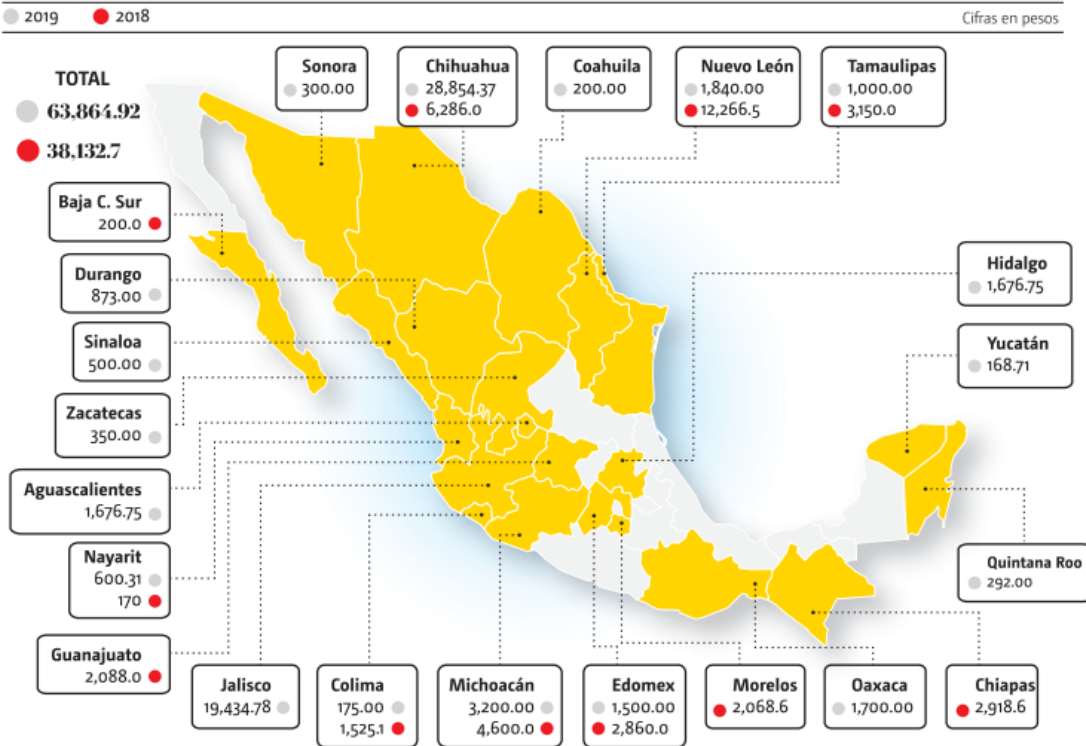 2019 2018 Cifras en pesos
TOTAL
63,864.92
38,132.7
Sonora
300.00
Chihuahua
28,854.37
6,286.0
Coahuila
200.00
Nuevo León
1,840.00
12,266.5
Tamaulipas
1,000.00
3,150.0
Baja C. Sur
200.0
Durango
873.00
Sinaloa
500.00
Zacatecas
350.00
Aguascalientes
1,676.75
Nayarit
600.31
170
Guanajuato
2,088.0
Hidalgo
1,676.75
Yucatán
168.71
Quintana Roo
292.00
Jalisco
19,434.78
Colima
175.00
1,525.1
Michoacán
3,200.00
4,600.0
Edomex
1,500.00
2,860.0
Morelos
2,068.6
Oaxaca
1,700.00
Chiapas
2,918.6